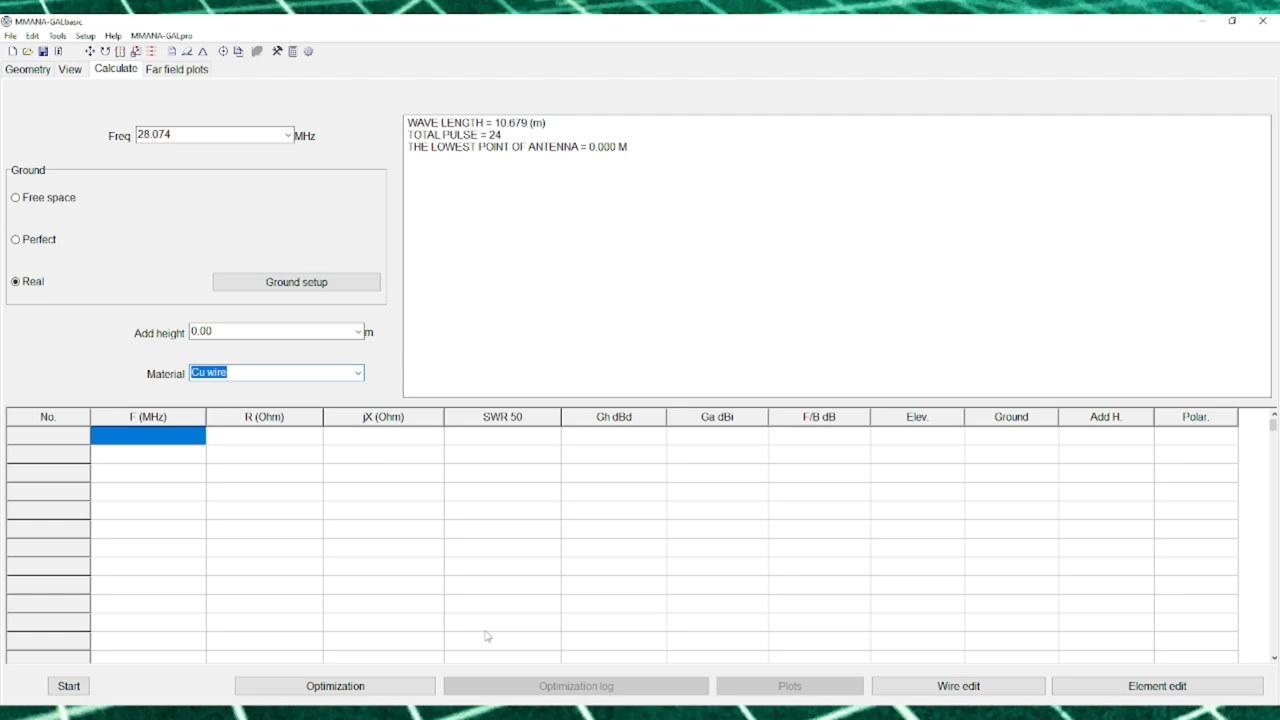 MMANA-GALbasic
File Edit Tools Setup Help MMANA-GALpro
Geometry View Calculate Far field plots
Freq 28.074 MHz
Ground
Free space
Perfect
Real Ground setup
Add height 0.00 m
Material Cu wire
WAVE LENGTH = 10.679 (m)
TOTAL PULSE = 24
THE LOWEST POINT OF ANTENNA = 0.000 M
No. F (MHz) R (Ohm) jX (Ohm) SWR 50 Gh dBd Ga dBi F/B dB Elev. Ground Add H. Polar.
Start Optimization Optimization log Plots Wire edit Element edit